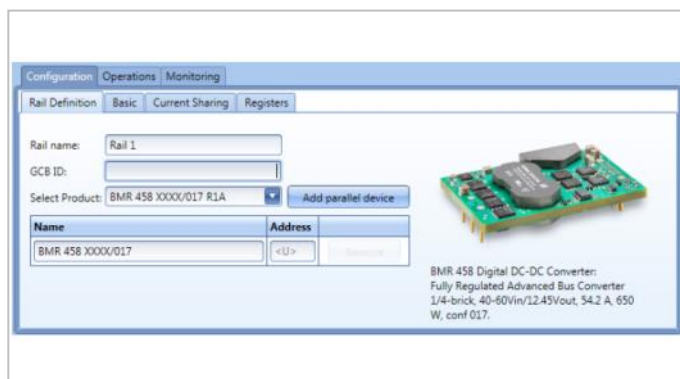 Configuration Operations Monitoring
Rail Definition Basic Current Sharing Registers
Rail name: Rail 1
GCB ID:
Select Product: BMR 458 XXXX/017 R1A Add parallel device
Name Address
BMR 458 XXXX/017 <U> Remove
BMR 458 Digital DC-DC Converter:
Fully Regulated Advanced Bus Converter
1/4-brick, 40-60Vin/12.45Vout, 54.2 A, 650
W, conf 017.